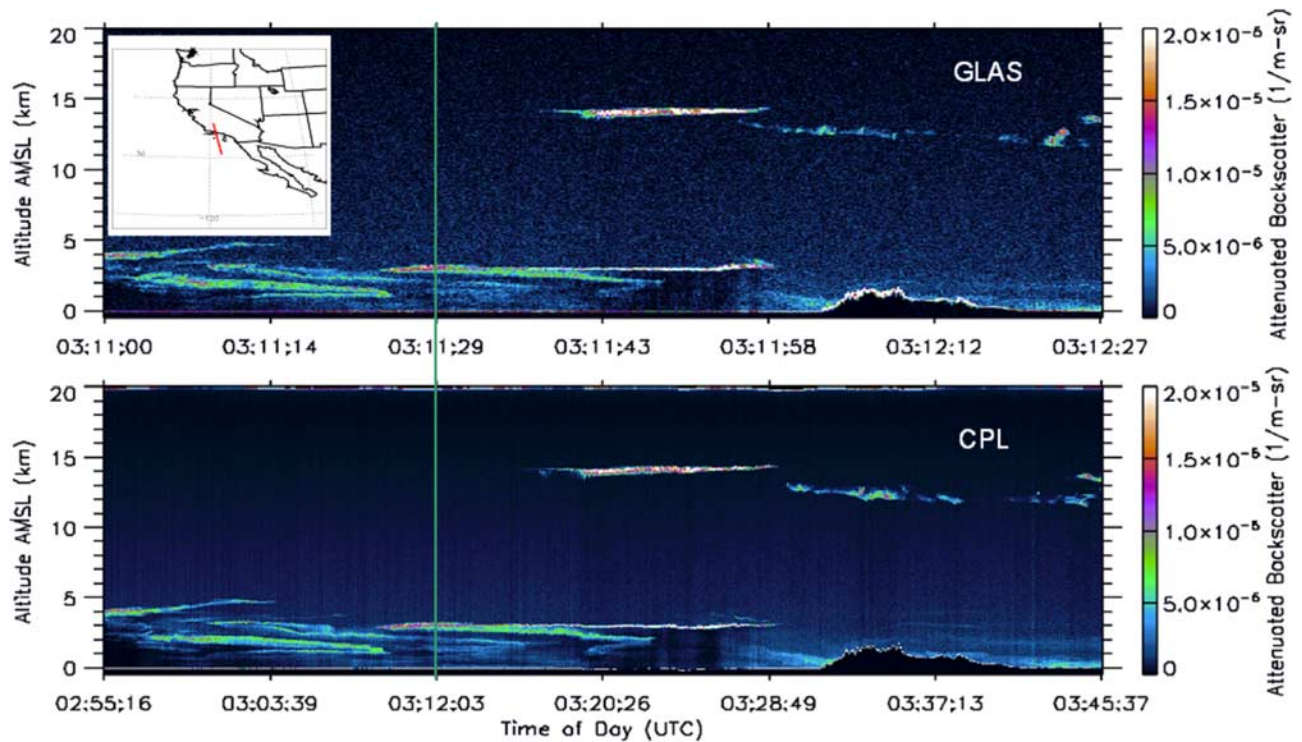 20
15
10
5
0
Altitude AMSL (km)
GLAS
-120
2.0×10⁻⁵
1.5×10⁻⁵
1.0×10⁻⁵
5.0×10⁻⁶
0
Attenuated Backscatter (1/m-sr)
03:11;00 03:11;14 03:11;29 03:11;43 03:11;58 03:12;12 03:12;27
20
15
10
5
0
Altitude AMSL (km)
CPL
2.0×10⁻⁵
1.5×10⁻⁵
1.0×10⁻⁵
5.0×10⁻⁶
0
Attenuated Backscatter (1/m-sr)
02:55;16 03:03;39 03:12;03 03:20;26 03:28;49 03:37;13 03:45;37
Time of Day (UTC)